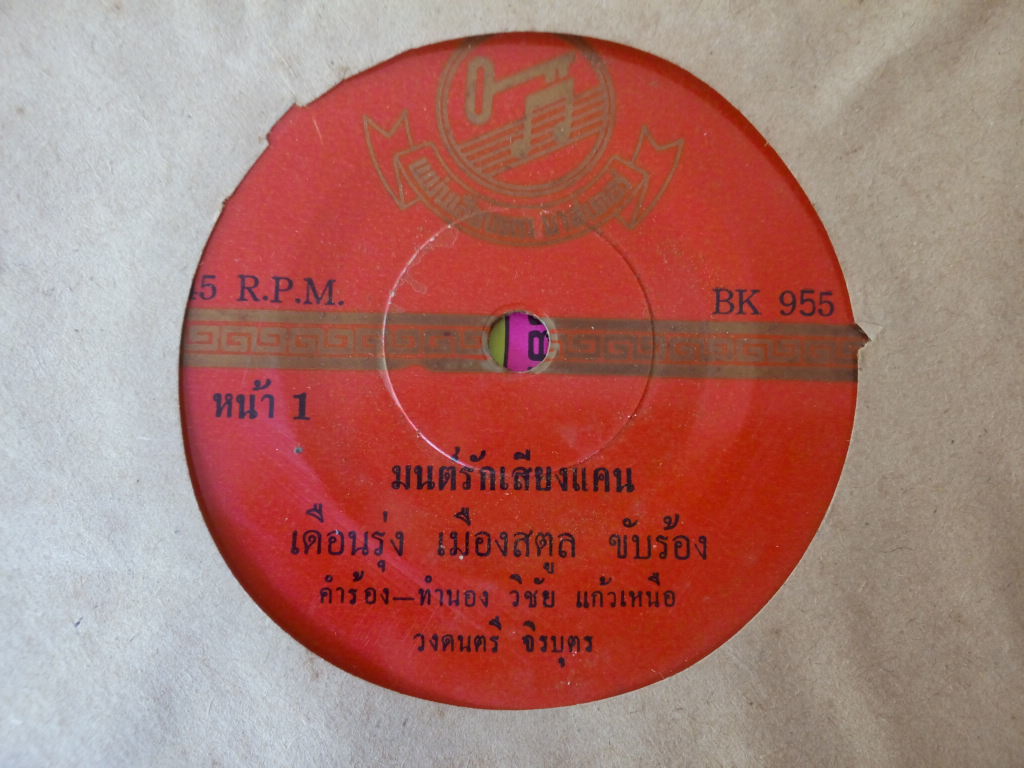 45 R.P.M.
BK 955
หน้า 1
มนต์รักเสียงแคน
เดือนรุ่ง เมืองสตูล ขับร้อง
คำร้อง—ทำนอง วิชัย แก้วเหนือ
วงดนตรี จิรบุตร